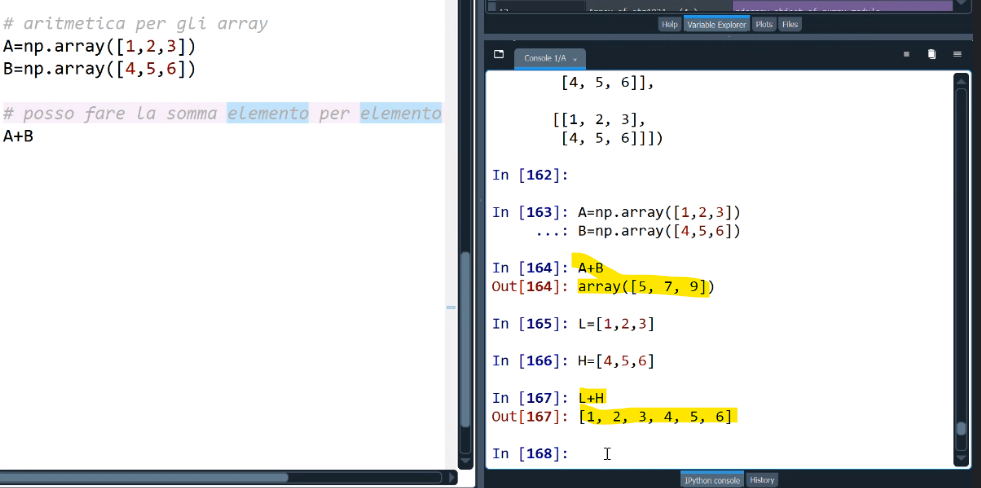 # aritmetica per gli array
A=np.array([1,2,3])
B=np.array([4,5,6])
# posso fare la somma elemento per elemento
A+B
Help Variable Explorer Plots Files
Console 1/A
[4, 5, 6]],
[[1, 2, 3],
[4, 5, 6]]])
In [162]:
In [163]: A=np.array([1,2,3])
...: B=np.array([4,5,6])
In [164]: A+B
Out[164]: array([5, 7, 9])
In [165]: L=[1,2,3]
In [166]: H=[4,5,6]
In [167]: L+H
Out[167]: [1, 2, 3, 4, 5, 6]
In [168]:
IPython console History